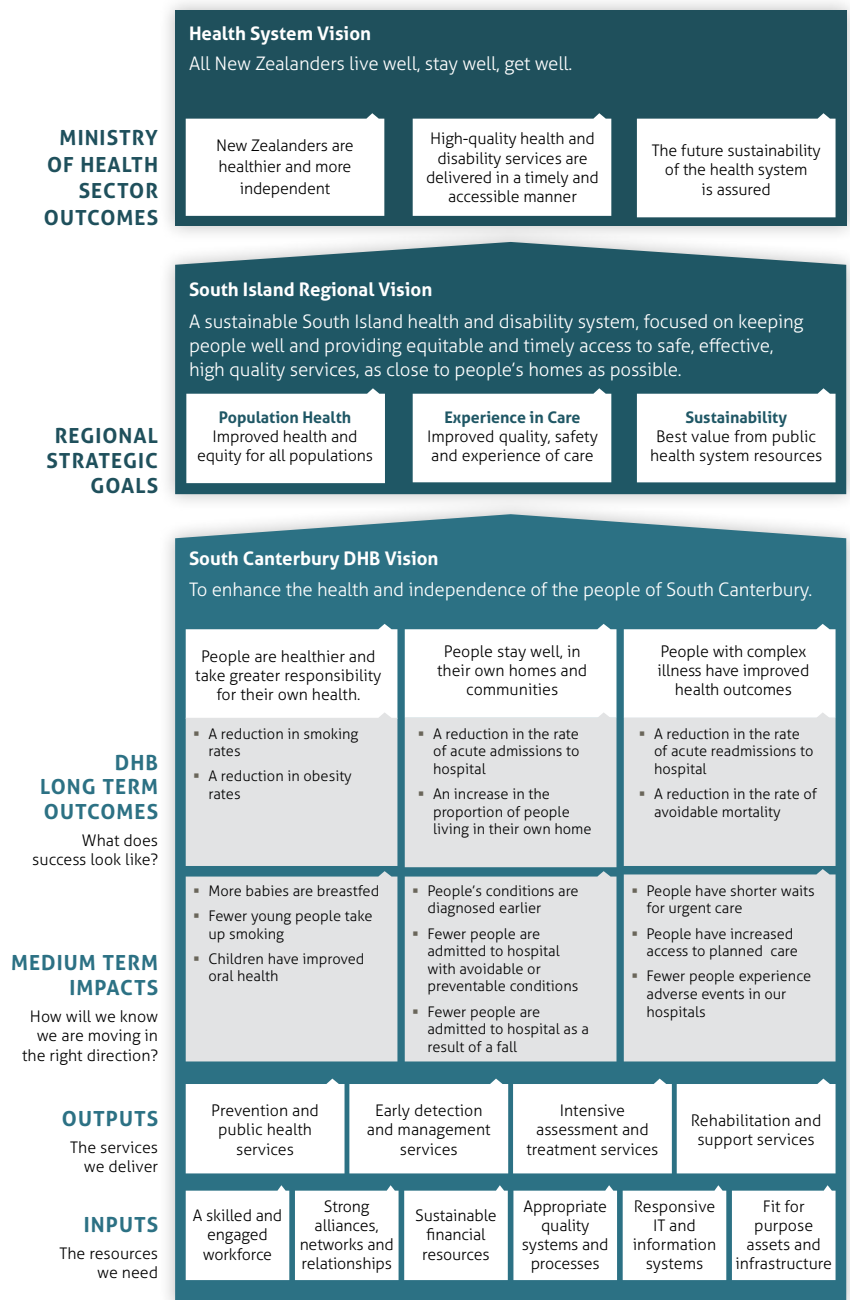 Health System Vision
All New Zealanders live well, stay well, get well.
MINISTRY
OF HEALTH
SECTOR
OUTCOMES
New Zealanders are
healthier and more
independent
High-quality health and
disability services are
delivered in a timely and
accessible manner
The future sustainability
of the health system
is assured
South Island Regional Vision
A sustainable South Island health and disability system, focused on keeping
people well and providing equitable and timely access to safe, effective,
high quality services, as close to people's homes as possible.
REGIONAL
STRATEGIC
GOALS
Population Health
Improved health and
equity for all populations
Experience in Care
Improved quality, safety
and experience of care
Sustainability
Best value from public
health system resources
South Canterbury DHB Vision
To enhance the health and independence of the people of South Canterbury.
People are healthier and
take greater responsibility
for their own health.
People stay well, in
their own homes and
communities
People with complex
illness have improved
health outcomes
DHB
LONG TERM
OUTCOMES
What does
success look like?
▪ A reduction in smoking
rates
▪ A reduction in obesity
rates
▪ A reduction in the rate
of acute admissions to
hospital
▪ An increase in the
proportion of people
living in their own home
▪ A reduction in the rate
of acute readmissions to
hospital
▪ A reduction in the rate of
avoidable mortality
MEDIUM TERM
IMPACTS
How will we know
we are moving in
the right direction?
▪ More babies are breastfed
▪ Fewer young people take
up smoking
▪ Children have improved
oral health
▪ People's conditions are
diagnosed earlier
▪ Fewer people are
admitted to hospital
with avoidable or
preventable conditions
▪ Fewer people are
admitted to hospital as a
result of a fall
▪ People have shorter waits
for urgent care
▪ People have increased
access to planned care
▪ Fewer people experience
adverse events in our
hospitals
OUTPUTS
The services
we deliver
Prevention and
public health
services
Early detection
and management
services
Intensive
assessment and
treatment services
Rehabilitation and
support services
INPUTS
The resources
we need
A skilled and
engaged
workforce
Strong
alliances,
networks and
relationships
Sustainable
financial
resources
Appropriate
quality
systems and
processes
Responsive
IT and
information
systems
Fit for
purpose
assets and
infrastructure